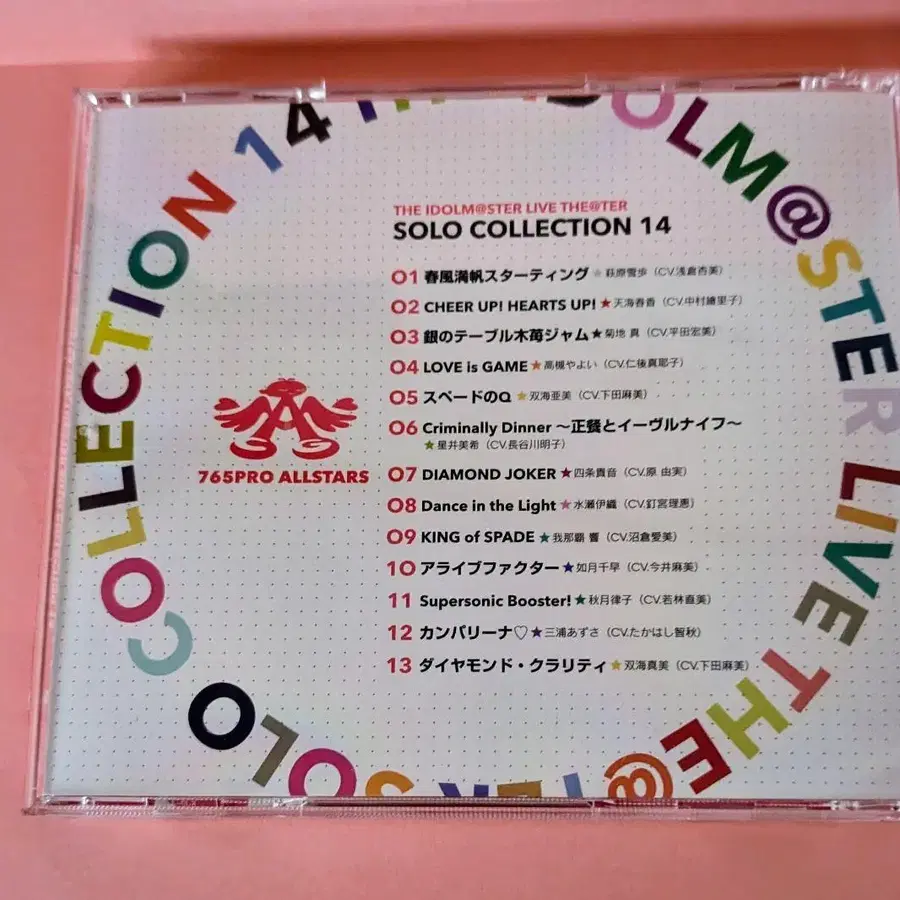 THE IDOLM@STER LIVE THE@TER
SOLO COLLECTION 14
01 春風満帆スターティング ★萩原雪歩（CV.浅倉杏美）
02 CHEER UP! HEARTS UP! ★天海春香（CV.中村繪里子）
03 銀のテーブル木苺ジャム ★菊地 真（CV.平田宏美）
04 LOVE is GAME ★高槻やよい（CV.仁後真耶子）
05 スペードのQ ★双海亜美（CV.下田麻美）
06 Criminally Dinner 〜正餐とイーヴルナイフ〜
★星井美希（CV.長谷川明子）
07 DIAMOND JOKER ★四条貴音（CV.原 由実）
08 Dance in the Light ★水瀬伊織（CV.釘宮理恵）
09 KING of SPADE ★我那覇 響（CV.沼倉愛美）
10 アライブファクター ★如月千早（CV.今井麻美）
11 Supersonic Booster! ★秋月律子（CV.若林直美）
12 カンパリーナ♡ ★三浦あずさ（CV.たかはし智秋）
13 ダイヤモンド・クラリティ ★双海真美（CV.下田麻美）
765PRO ALLSTARS
THE IDOLM@STER LIVE THE@TER SOLO COLLECTION 14